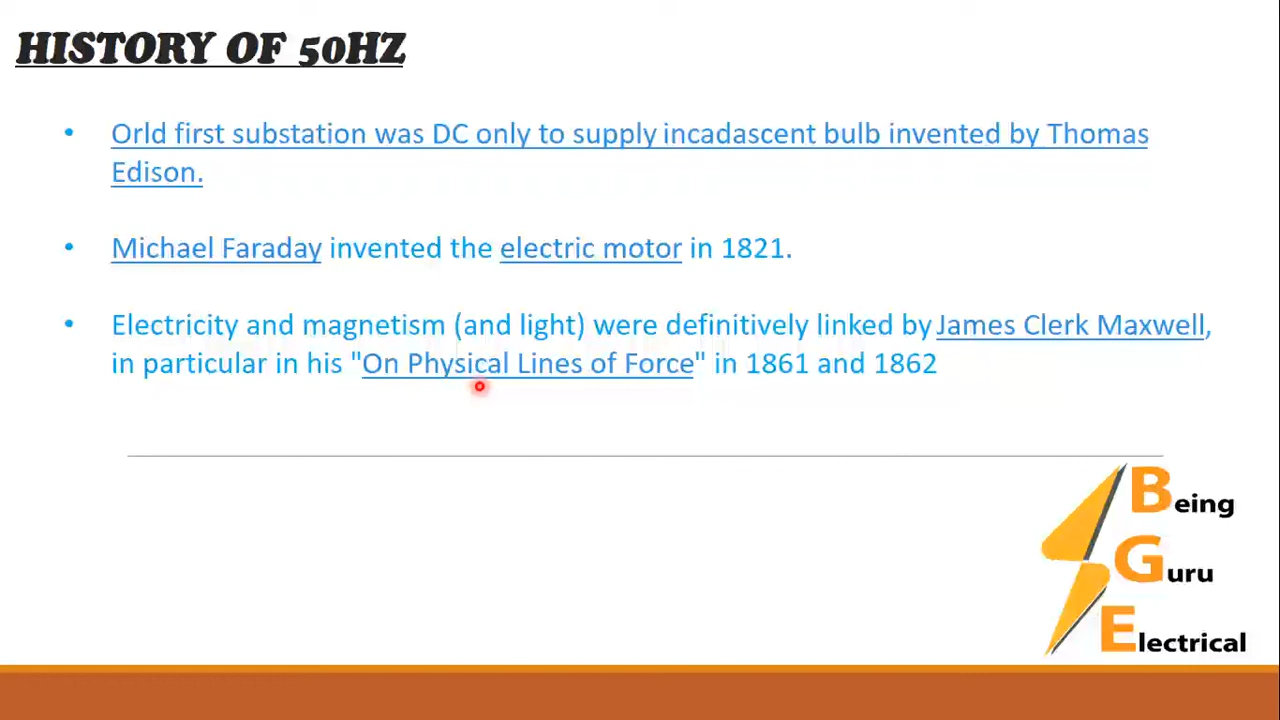 HISTORY OF 50HZ
• Orld first substation was DC only to supply incadascent bulb invented by Thomas
Edison.
• Michael Faraday invented the electric motor in 1821.
• Electricity and magnetism (and light) were definitively linked by James Clerk Maxwell,
in particular in his "On Physical Lines of Force" in 1861 and 1862
Being
Guru
Electrical